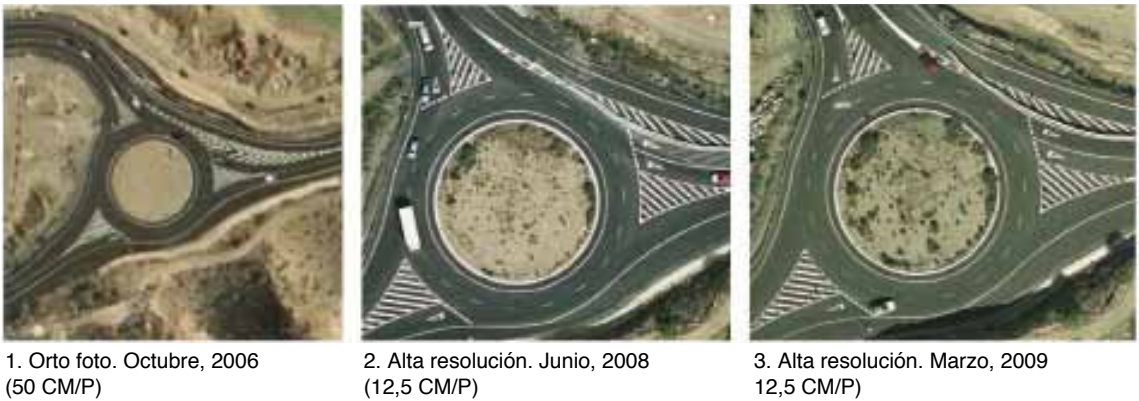 1. Orto foto. Octubre, 2006
(50 CM/P)
2. Alta resolución. Junio, 2008
(12,5 CM/P)
3. Alta resolución. Marzo, 2009
12,5 CM/P)